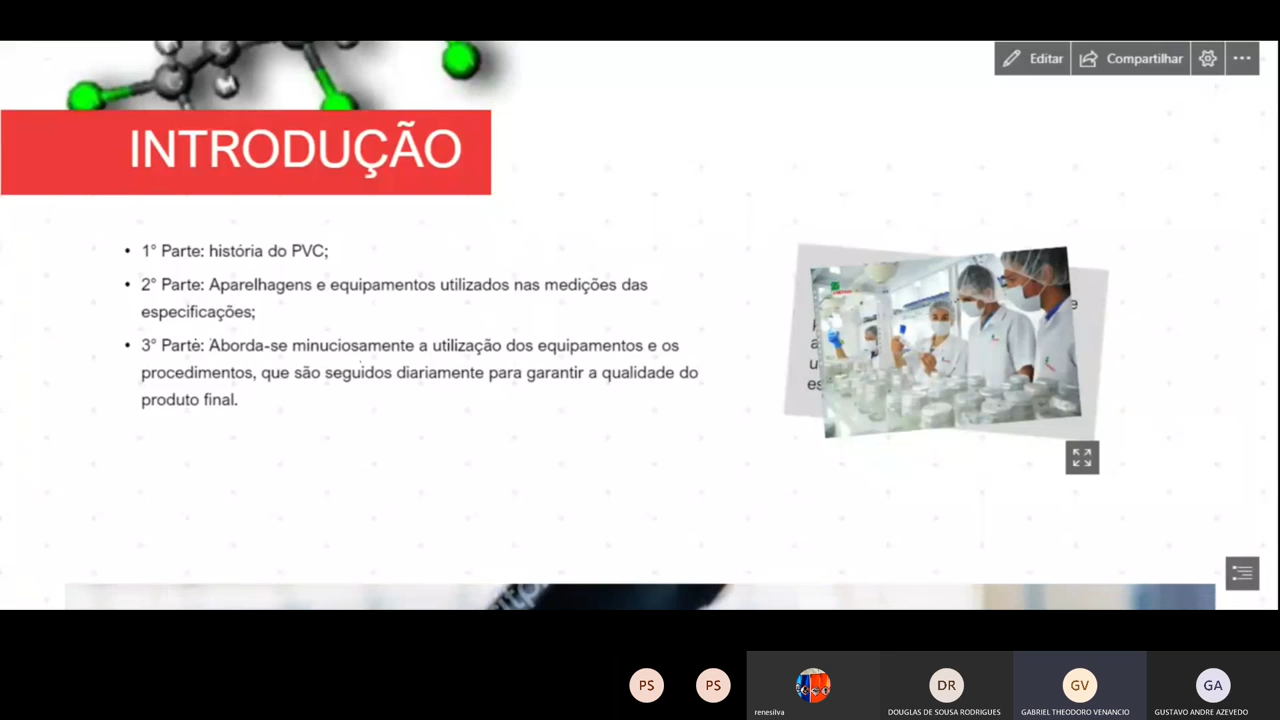 Editar
Compartilhar
INTRODUÇÃO
• 1° Parte: história do PVC;
• 2° Parte: Aparelhagens e equipamentos utilizados nas medições das
especificações;
• 3° Parte: Aborda-se minuciosamente a utilização dos equipamentos e os
procedimentos, que são seguidos diariamente para garantir a qualidade do
produto final.
PS
PS
DR
GV
GA
renesilva
DOUGLAS DE SOUSA RODRIGUES
GABRIEL THEODORO VENANCIO
GUSTAVO ANDRE AZEVEDO